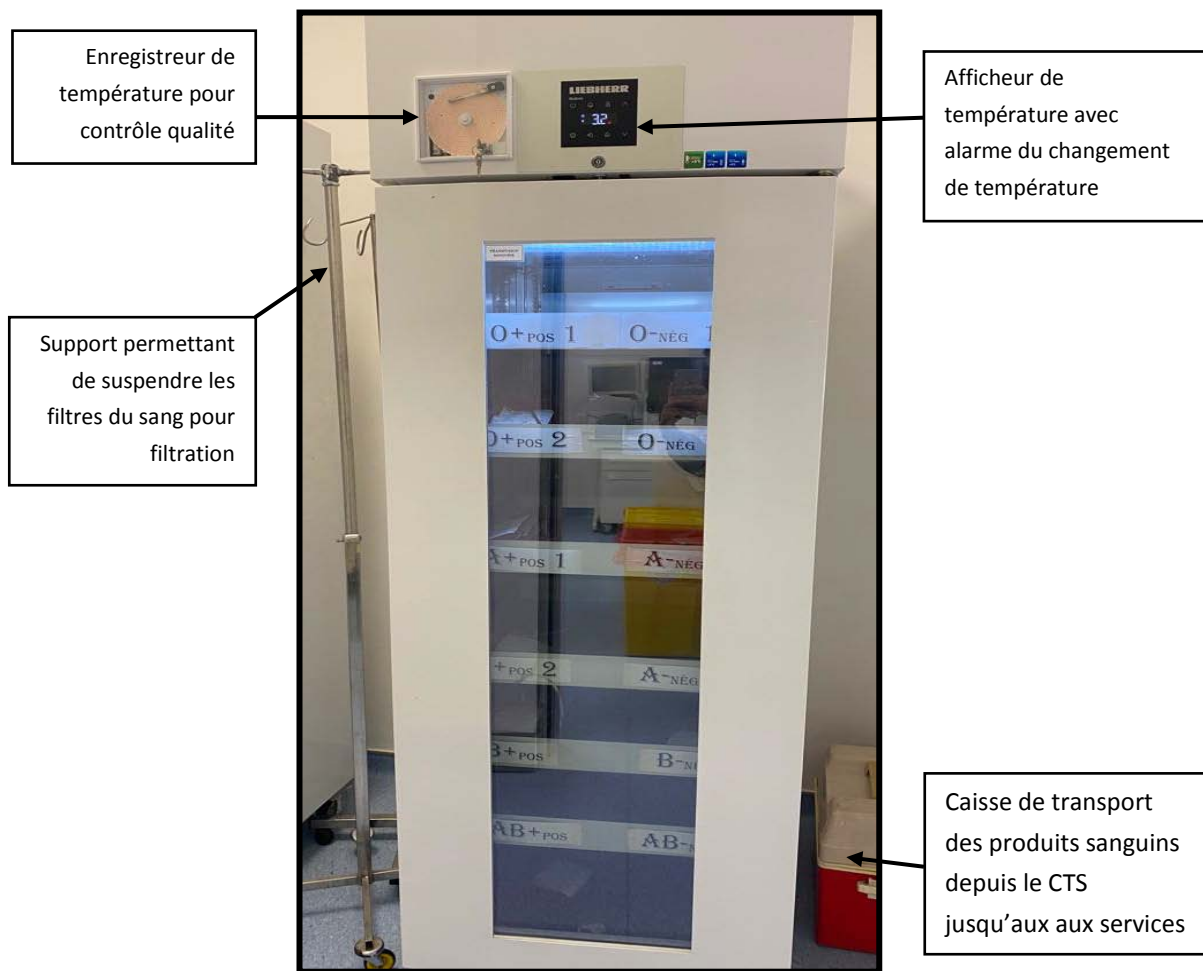 Enregistreur de
température pour
contrôle qualité
Afficheur de
température avec
alarme du changement
de température
Support permettant
de suspendre les
filtres du sang pour
filtration
Caisse de transport
des produits sanguins
depuis le CTS
jusqu’aux aux services
LIEBHERR
3.2
O+POS 1 O-NÉG 1
O+POS 2 O-NÉG
A+POS 1 A-NÉG
+POS 2 A-NÉG
B+POS B-NÉ
AB+POS AB-N